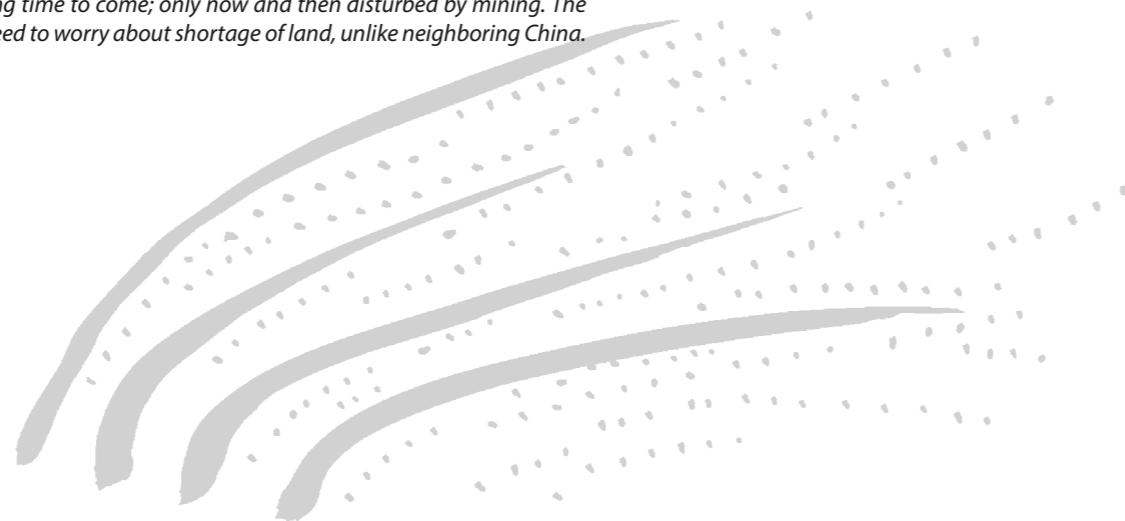 ng time to come; only now and then disturbed by mining. The
eed to worry about shortage of land, unlike neighboring China.